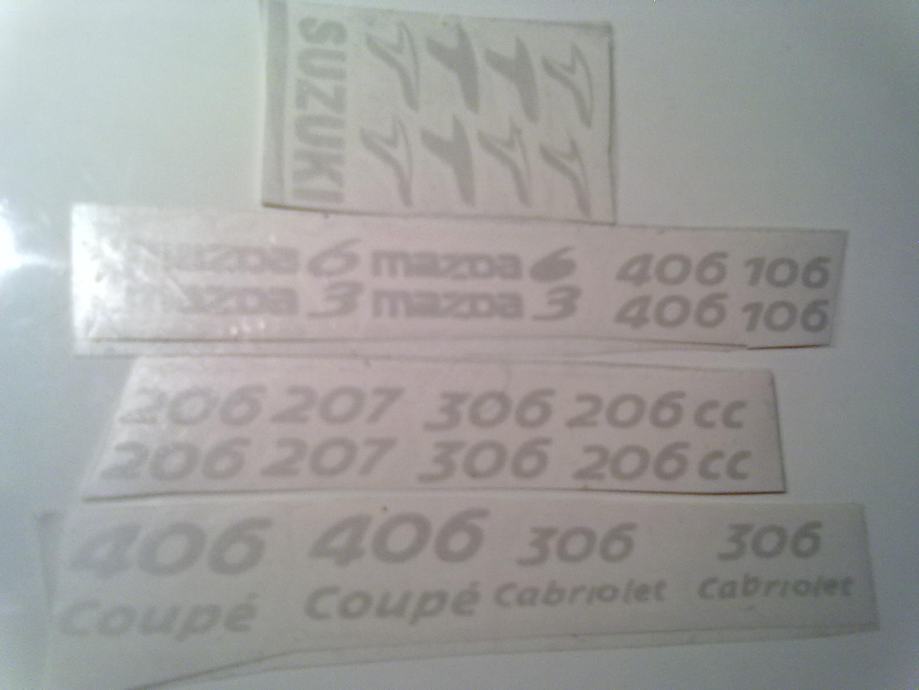 SUZUKI
mazda 6 mazda 6 406 106
mazda 3 mazda 3 406 106
206 207 306 206 cc
206 207 306 206 cc
406 406 306 306
Coupé Coupé Cabriolet Cabriolet